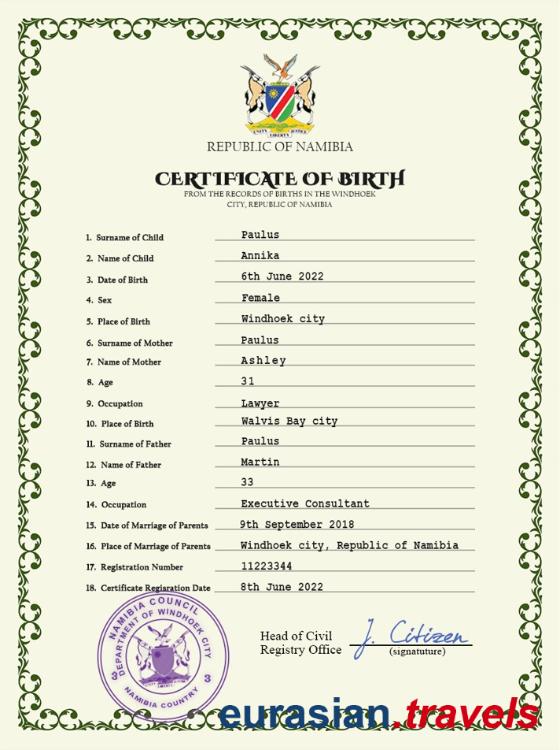 UNITY LIBERTY JUSTICE
REPUBLIC OF NAMIBIA
CERTIFICATE OF BIRTH
FROM THE RECORDS OF BIRTHS IN THE WINDHOEK
CITY, REPUBLIC OF NAMIBIA
1. Surname of Child Paulus
2. Name of Child Annika
3. Date of Birth 6th June 2022
4. Sex Female
5. Place of Birth Windhoek city
6. Surname of Mother Paulus
7. Name of Mother Ashley
8. Age 31
9. Occupation Lawyer
10. Place of Birth Walvis Bay city
11. Surname of Father Paulus
12. Name of Father Martin
13. Age 33
14. Occupation Executive Consultant
15. Date of Marriage of Parents 9th September 2018
16. Place of Marriage of Parents Windhoek city, Republic of Namibia
17. Registration Number 11223344
18. Certificate Regisration Date 8th June 2022
NAMIBIA COUNCIL
DEPARTMENT OF WINDHOEK CITY
3 3
NAMIBIA COUNTRY
Head of Civil
Registry Office
J. Citizen
(signatuture)
eurasian.travels